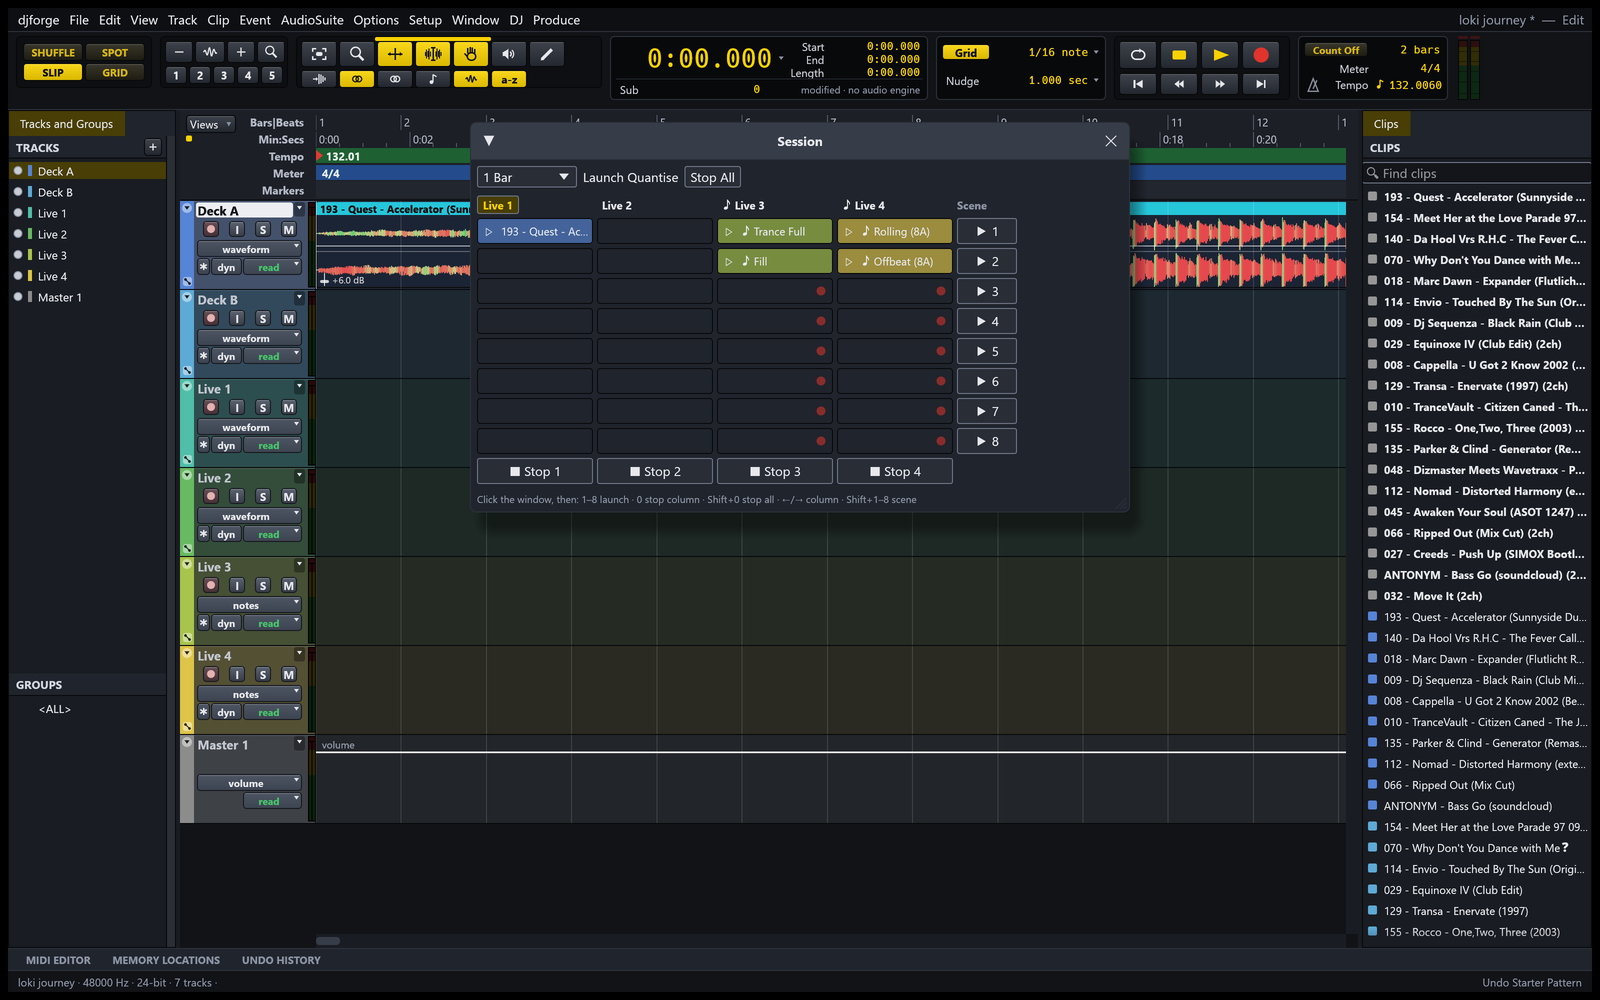 djforge File Edit View Track Clip Event AudioSuite Options Setup Window DJ Produce
loki journey * — Edit
SHUFFLE SPOT
SLIP GRID
1 2 3 4 5
a-z
0:00.000
Start 0:00.000
End 0:00.000
Length 0:00.000
Sub 0 modified · no audio engine
Grid 1/16 note
Nudge 1.000 sec
Count Off 2 bars
Meter 4/4
Tempo 132.0060
Tracks and Groups
TRACKS
Deck A
Deck B
Live 1
Live 2
Live 3
Live 4
Master 1
GROUPS
<ALL>
Views
Bars|Beats 1 2 3 4 5 6 7 8 9 10 11 12 1
Min:Secs 0:00 0:02 0:18 0:20
Tempo 132.01
Meter 4/4
Markers
Deck A
I S M
waveform
* dyn read
193 - Quest - Accelerator (Sun
+6.0 dB
Deck B
I S M
waveform
* dyn read
Live 1
I S M
waveform
* dyn read
Live 2
I S M
waveform
* dyn read
Live 3
I S M
notes
* dyn read
Live 4
I S M
notes
* dyn read
Master 1
volume
read
volume
Session
1 Bar Launch Quantise Stop All
Live 1 Live 2 Live 3 Live 4 Scene
193 - Quest - Ac... Trance Full Rolling (8A) 1
Fill Offbeat (8A) 2
3
4
5
6
7
8
Stop 1 Stop 2 Stop 3 Stop 4
Click the window, then: 1–8 launch · 0 stop column · Shift+0 stop all · ←/→ column · Shift+1–8 scene
Clips
CLIPS
Find clips
193 - Quest - Accelerator (Sunnyside ...
154 - Meet Her at the Love Parade 97...
140 - Da Hool Vrs R.H.C - The Fever C...
070 - Why Don't You Dance with Me...
018 - Marc Dawn - Expander (Flutlich...
114 - Envio - Touched By The Sun (Or...
009 - Dj Sequenza - Black Rain (Club ...
029 - Equinoxe IV (Club Edit) (2ch)
008 - Cappella - U Got 2 Know 2002 (...
129 - Transa - Enervate (1997) (2ch)
010 - TranceVault - Citizen Caned - Th...
155 - Rocco - One,Two, Three (2003) ...
135 - Parker & Clind - Generator (Re...
048 - Dizmaster Meets Wavetraxx - P...
112 - Nomad - Distorted Harmony (e...
045 - Awaken Your Soul (ASOT 1247) ...
066 - Ripped Out (Mix Cut) (2ch)
027 - Creeds - Push Up (SIMOX Bootl...
ANTONYM - Bass Go (soundcloud) (2...
032 - Move It (2ch)
193 - Quest - Accelerator (Sunnyside Du...
140 - Da Hool Vrs R.H.C - The Fever Call...
018 - Marc Dawn - Expander (Flutlicht R...
009 - Dj Sequenza - Black Rain (Club Mi...
008 - Cappella - U Got 2 Know 2002 (Be...
010 - TranceVault - Citizen Caned - The J...
135 - Parker & Clind - Generator (Remas...
112 - Nomad - Distorted Harmony (exte...
066 - Ripped Out (Mix Cut)
ANTONYM - Bass Go (soundcloud)
154 - Meet Her at the Love Parade 97 09...
070 - Why Don't You Dance with Me?
114 - Envio - Touched By The Sun (Origi...
029 - Equinoxe IV (Club Edit)
129 - Transa - Enervate (1997)
155 - Rocco - One,Two, Three (2003)
MIDI EDITOR MEMORY LOCATIONS UNDO HISTORY
loki journey · 48000 Hz · 24-bit · 7 tracks ·
Undo Starter Pattern